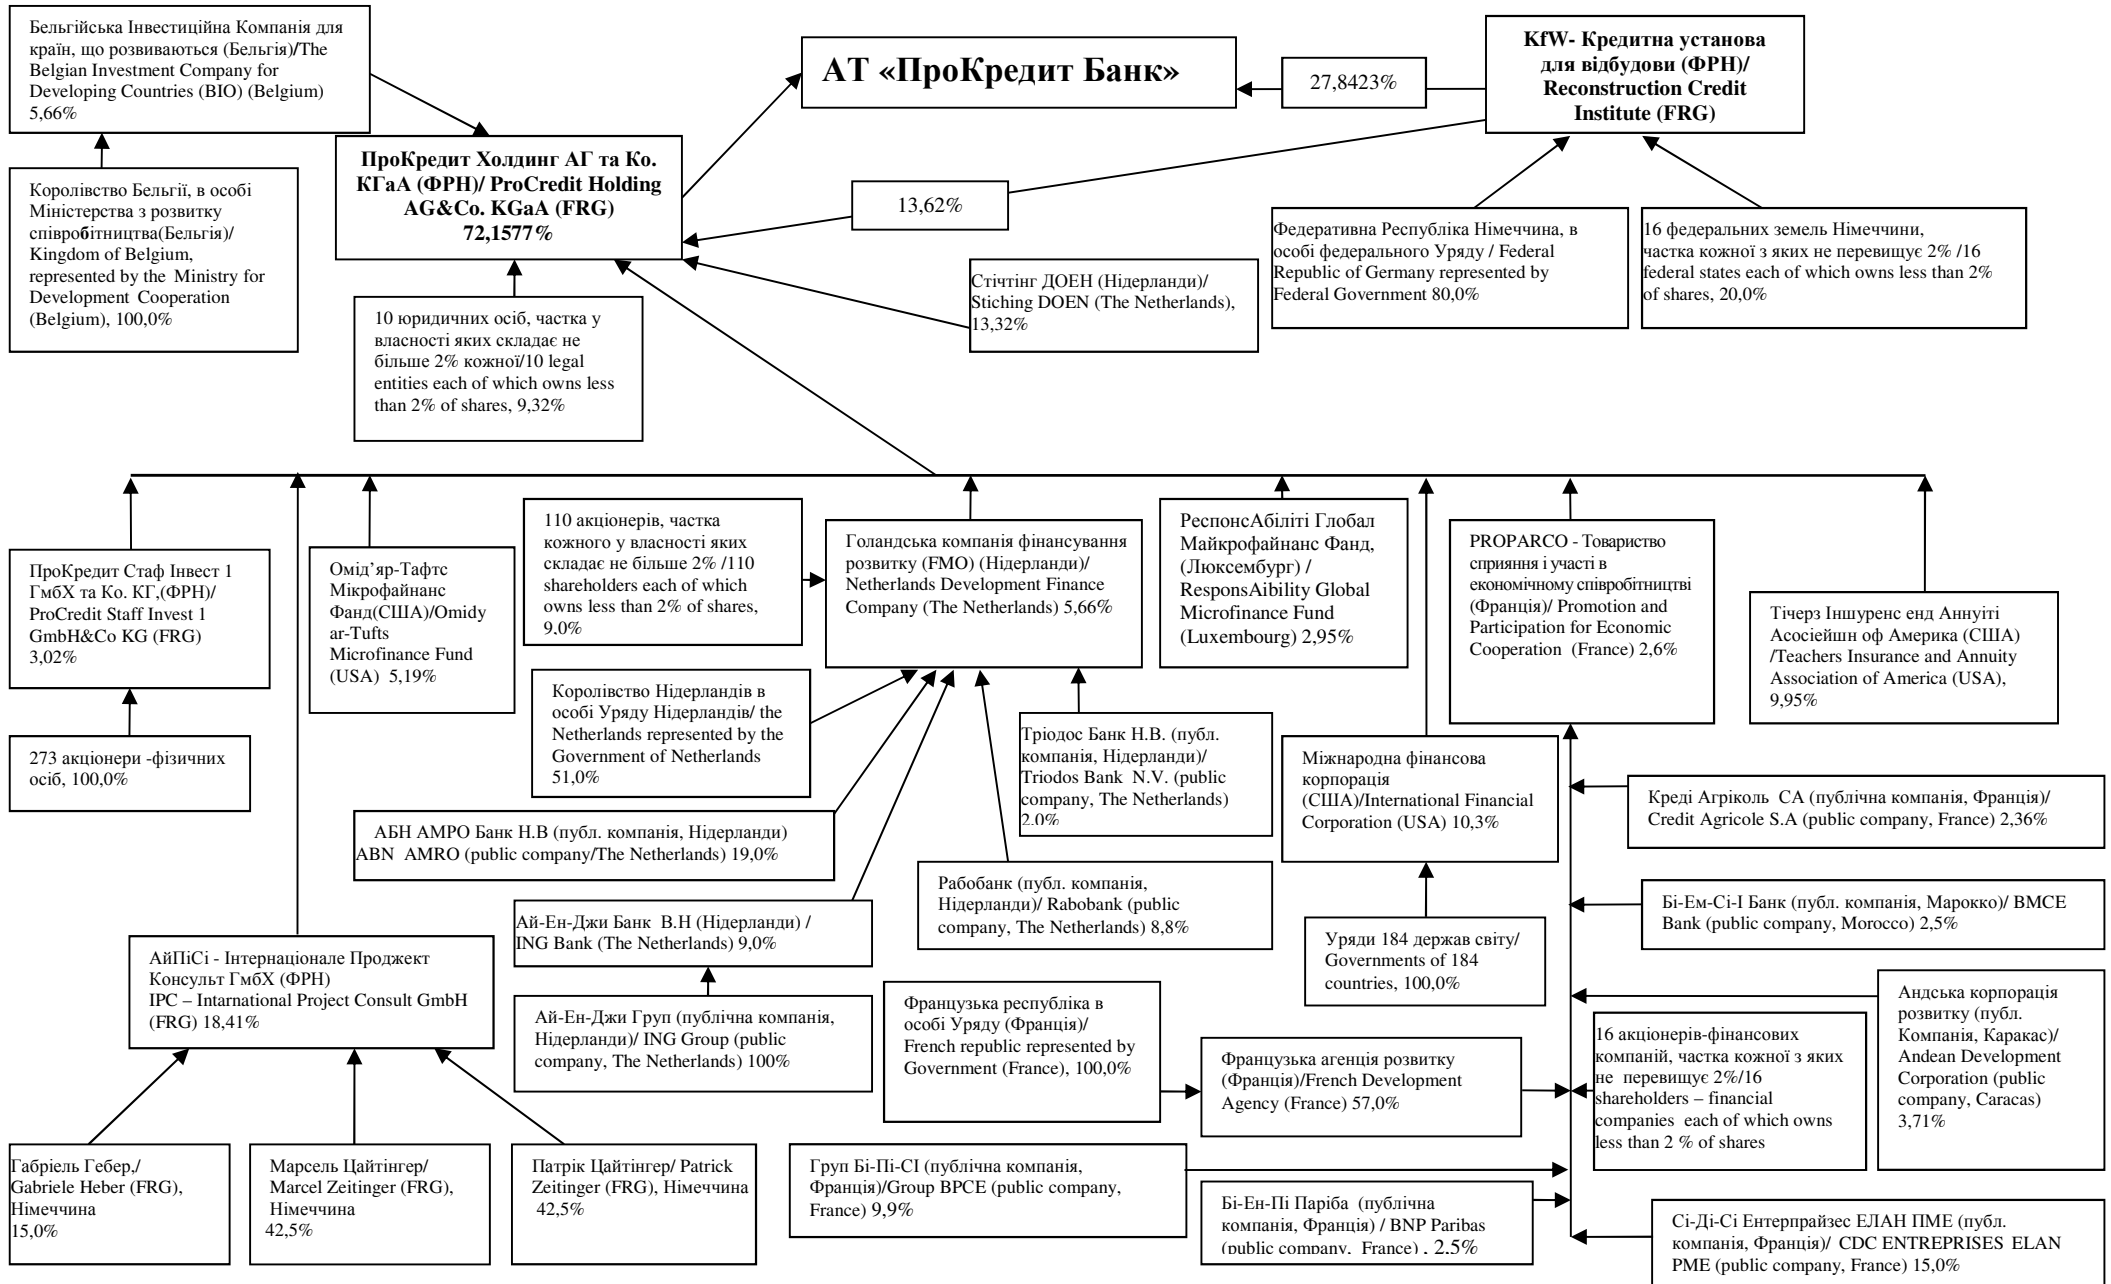 Бельгійська Інвестиційна Компанія для
країн, що розвиваються (Бельгія)/The
Belgian Investment Company for
Developing Countries (BIO) (Belgium)
5,66%
АТ «ПроКредит Банк»
27,8423%
KfW- Кредитна установа
для відбудови (ФРН)/
Reconstruction Credit
Institute (FRG)
ПроКредит Холдинг АГ та Ко.
КГаА (ФРН)/ ProCredit Holding
AG&Co. KGaA (FRG)
72,1577%
Королівство Бельгії, в особі
Міністерства з розвитку
співробітництва(Бельгія)/
Kingdom of Belgium,
represented by the Ministry for
Development Cooperation
(Belgium), 100,0%
13,62%
Федеративна Республіка Німеччина, в
особі федерального Уряду / Federal
Republic of Germany represented by
Federal Government 80,0%
16 федеральних земель Німеччини,
частка кожної з яких не перевищує 2% /16
federal states each of which owns less than 2%
of shares, 20,0%
Стічтінг ДОЕН (Нідерланди)/
Stiching DOEN (The Netherlands),
13,32%
10 юридичних осіб, частка у
власності яких складає не
більше 2% кожної/10 legal
entities each of which owns less
than 2% of shares, 9,32%
ПроКредит Стаф Інвест 1
ГмбХ та Ко. КГ,(ФРН)/
ProCredit Staff Invest 1
GmbH&Co KG (FRG)
3,02%
Омід’яр-Тафтс
Мікрофайнанс
Фанд(США)/Omidy
ar-Tufts
Microfinance Fund
(USA) 5,19%
110 акціонерів, частка
кожного у власності яких
складає не більше 2% /110
shareholders each of which
owns less than 2% of shares,
9,0%
Голандська компанія фінансування
розвитку (FMO) (Нідерланди)/
Netherlands Development Finance
Company (The Netherlands) 5,66%
РеспонсАбіліті Глобал
Майкрофайнанс Фанд,
(Люксембург) /
ResponsAibility Global
Microfinance Fund
(Luxembourg) 2,95%
PROPARCO - Товариство
сприяння і участі в
економічному співробітництві
(Франція)/ Promotion and
Participation for Economic
Cooperation (France) 2,6%
Тічерз Іншуренс енд Аннуіті
Асосіейшн оф Америка (США)
/Teachers Insurance and Annuity
Association of America (USA),
9,95%
273 акціонери -фізичних
осіб, 100,0%
Королівство Нідерландів в
особі Уряду Нідерландів/ the
Netherlands represented by the
Government of Netherlands
51,0%
Тріодос Банк Н.В. (публ.
компанія, Нідерланди)/
Triodos Bank N.V. (public
company, The Netherlands)
2,0%
Міжнародна фінансова
корпорація
(США)/International Financial
Corporation (USA) 10,3%
Креді Агріколь СА (публічна компанія, Франція)/
Credit Agricole S.A (public company, France) 2,36%
АБН АМРО Банк Н.В (публ. компанія, Нідерланди)
ABN AMRO (public company/The Netherlands) 19,0%
Рабобанк (публ. компанія,
Нідерланди)/ Rabobank (public
company, The Netherlands) 8,8%
Бі-Ем-Сі-І Банк (публ. компанія, Марокко)/ BMCE
Bank (public company, Morocco) 2,5%
Ай-Ен-Джи Банк В.Н (Нідерланди) /
ING Bank (The Netherlands) 9,0%
Уряди 184 держав світу/
Governments of 184
countries, 100,0%
АйПіСі - Інтернаціонале Проджект
Консульт ГмбХ (ФРН)
IPC – Intarnational Project Consult GmbH
(FRG) 18,41%
Ай-Ен-Джи Груп (публічна компанія,
Нідерланди)/ ING Group (public
company, The Netherlands) 100%
Французька республіка в
особі Уряду (Франція)/
French republic represented by
Government (France), 100,0%
Французька агенція розвитку
(Франція)/French Development
Agency (France) 57,0%
16 акціонерів-фінансових
компаній, частка кожної з яких
не перевищує 2%/16
shareholders – financial
companies each of which owns
less than 2 % of shares
Андська корпорація
розвитку (публ.
Компанія, Каракас)/
Andean Development
Corporation (public
company, Caracas)
3,71%
Габріель Гебер,/
Gabriele Heber (FRG),
Німеччина
15,0%
Марсель Цайтінгер/
Marcel Zeitinger (FRG),
Німеччина
42,5%
Патрік Цайтінгер/ Patrick
Zeitinger (FRG), Німеччина
42,5%
Груп Бі-Пі-СІ (публічна компанія,
Франція)/Group BPCE (public company,
France) 9,9%
Бі-Ен-Пі Паріба (публічна
компанія, Франція) / BNP Paribas
(public company, France) , 2,5%
Сі-Ді-Сі Ентерпрайзес ЕЛАН ПМЕ (публ.
компанія, Франція)/ CDC ENTREPRISES ELAN
PME (public company, France) 15,0%